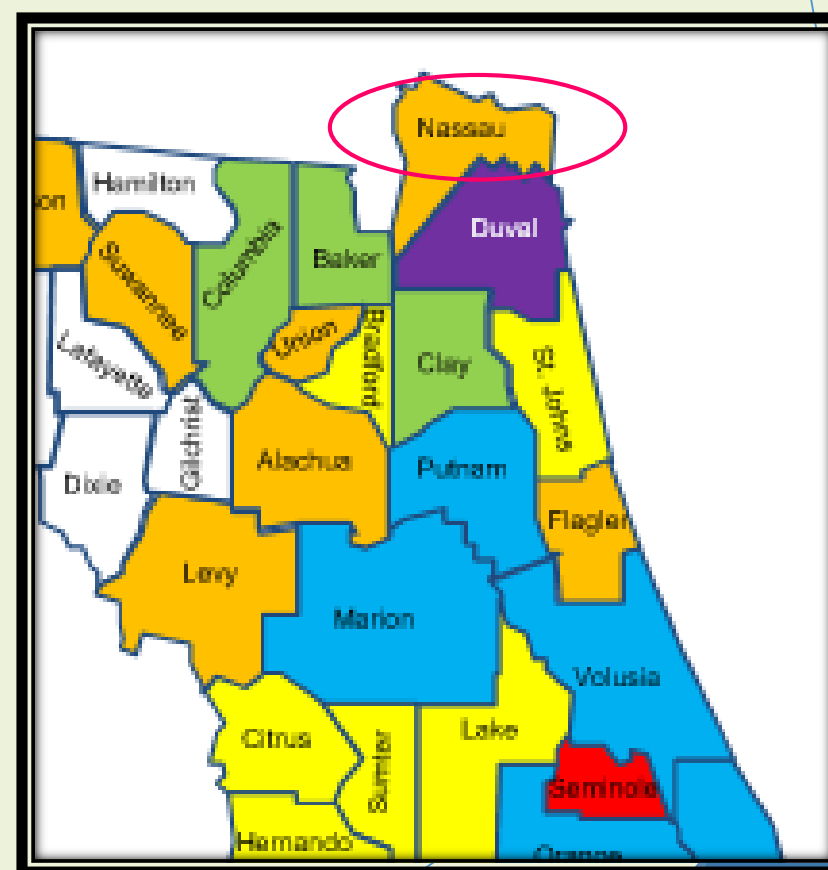 Nassau
Hamilton
on
Duval
Columbia
Baker
Suwannee
Union
Bradford
Lafayette
Clay
St. Johns
Gilchrist
Alachua
Putnam
Dixie
Flagler
Levy
Marion
Volusia
Citrus
Lake
Sumter
Seminole
Hernando
Orange